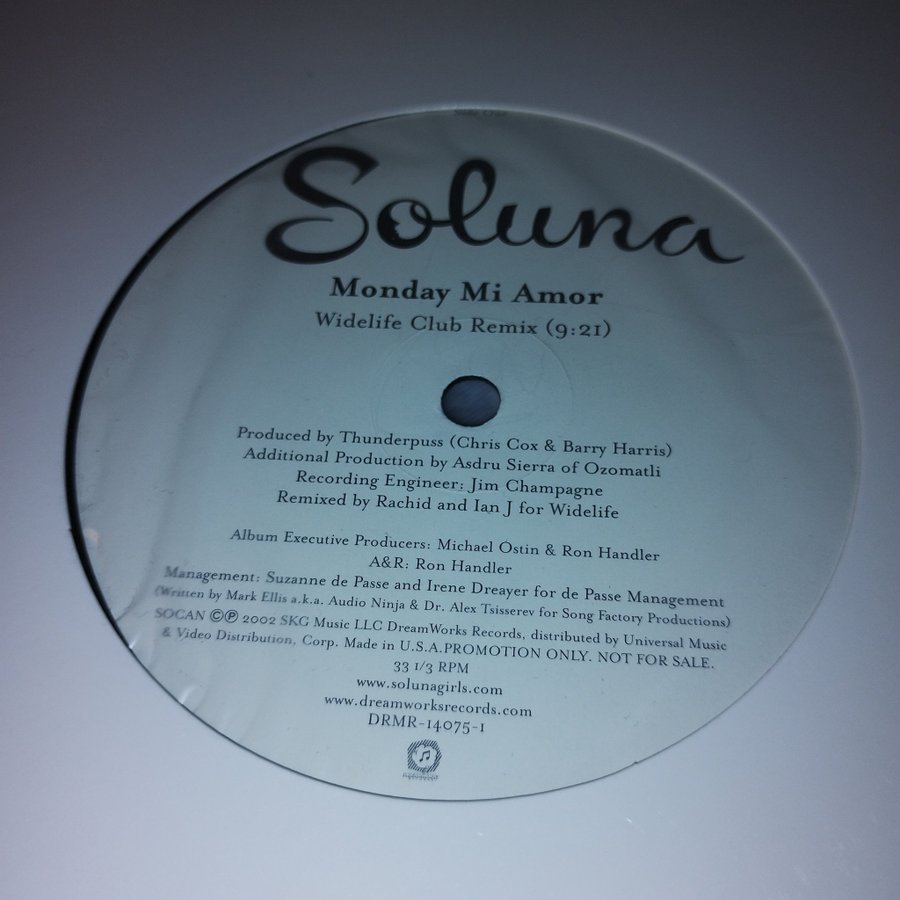 Side One
Soluna
Monday Mi Amor
Widelife Club Remix (9:21)
Produced by Thunderpuss (Chris Cox & Barry Harris)
Additional Production by Asdru Sierra of Ozomatli
Recording Engineer: Jim Champagne
Remixed by Rachid and Ian J for Widelife
Album Executive Producers: Michael Ostin & Ron Handler
A&R: Ron Handler
Management: Suzanne de Passe and Irene Dreayer for de Passe Management
(Written by Mark Ellis a.k.a. Audio Ninja & Dr. Alex Tsisserev for Song Factory Productions)
SOCAN ©℗ 2002 SKG Music LLC DreamWorks Records, distributed by Universal Music
& Video Distribution, Corp. Made in U.S.A.PROMOTION ONLY. NOT FOR SALE.
33 1/3 RPM
www.solunagirls.com
www.dreamworksrecords.com
DRMR-14075-1